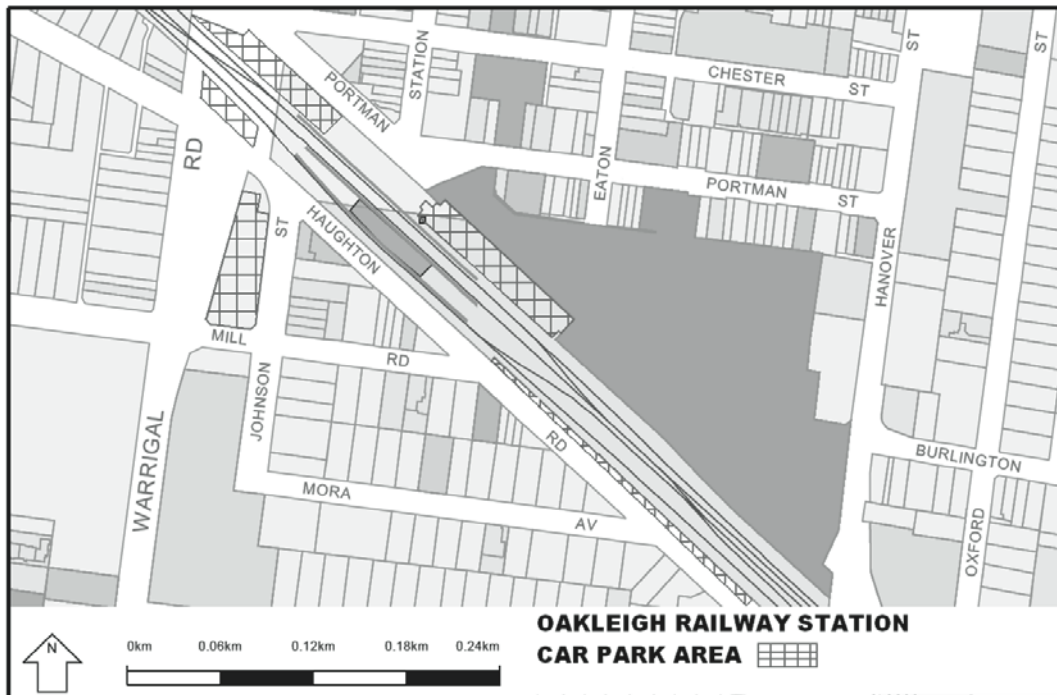 ST
ST
CHESTER ST
STATION
PORTMAN
RD
EATON
PORTMAN ST
ST
HAUGHTON
HANOVER
MILL RD
JOHNSON
RD
BURLINGTON
WARRIGAL
MORA AV
OXFORD
N
0km 0.06km 0.12km 0.18km 0.24km
OAKLEIGH RAILWAY STATION
CAR PARK AREA